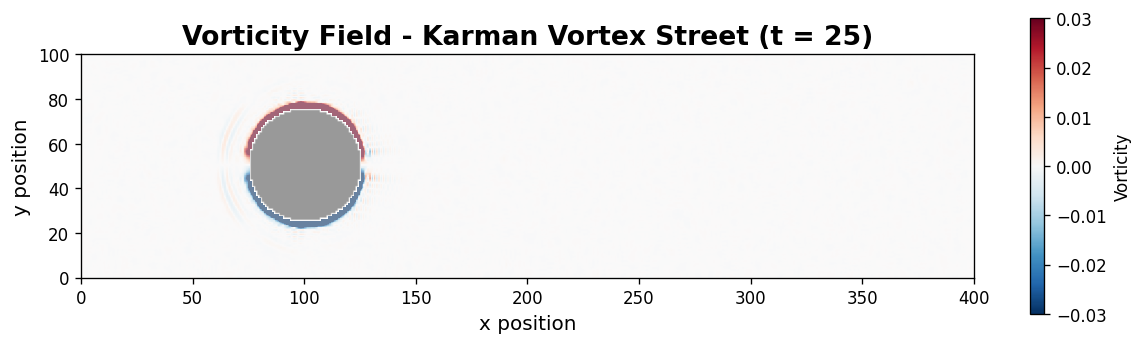 Vorticity Field - Karman Vortex Street (t = 25)
100
80
60
40
20
0
y position
0 50 100 150 200 250 300 350 400
x position
0.03
0.02
0.01
0.00
−0.01
−0.02
−0.03
Vorticity